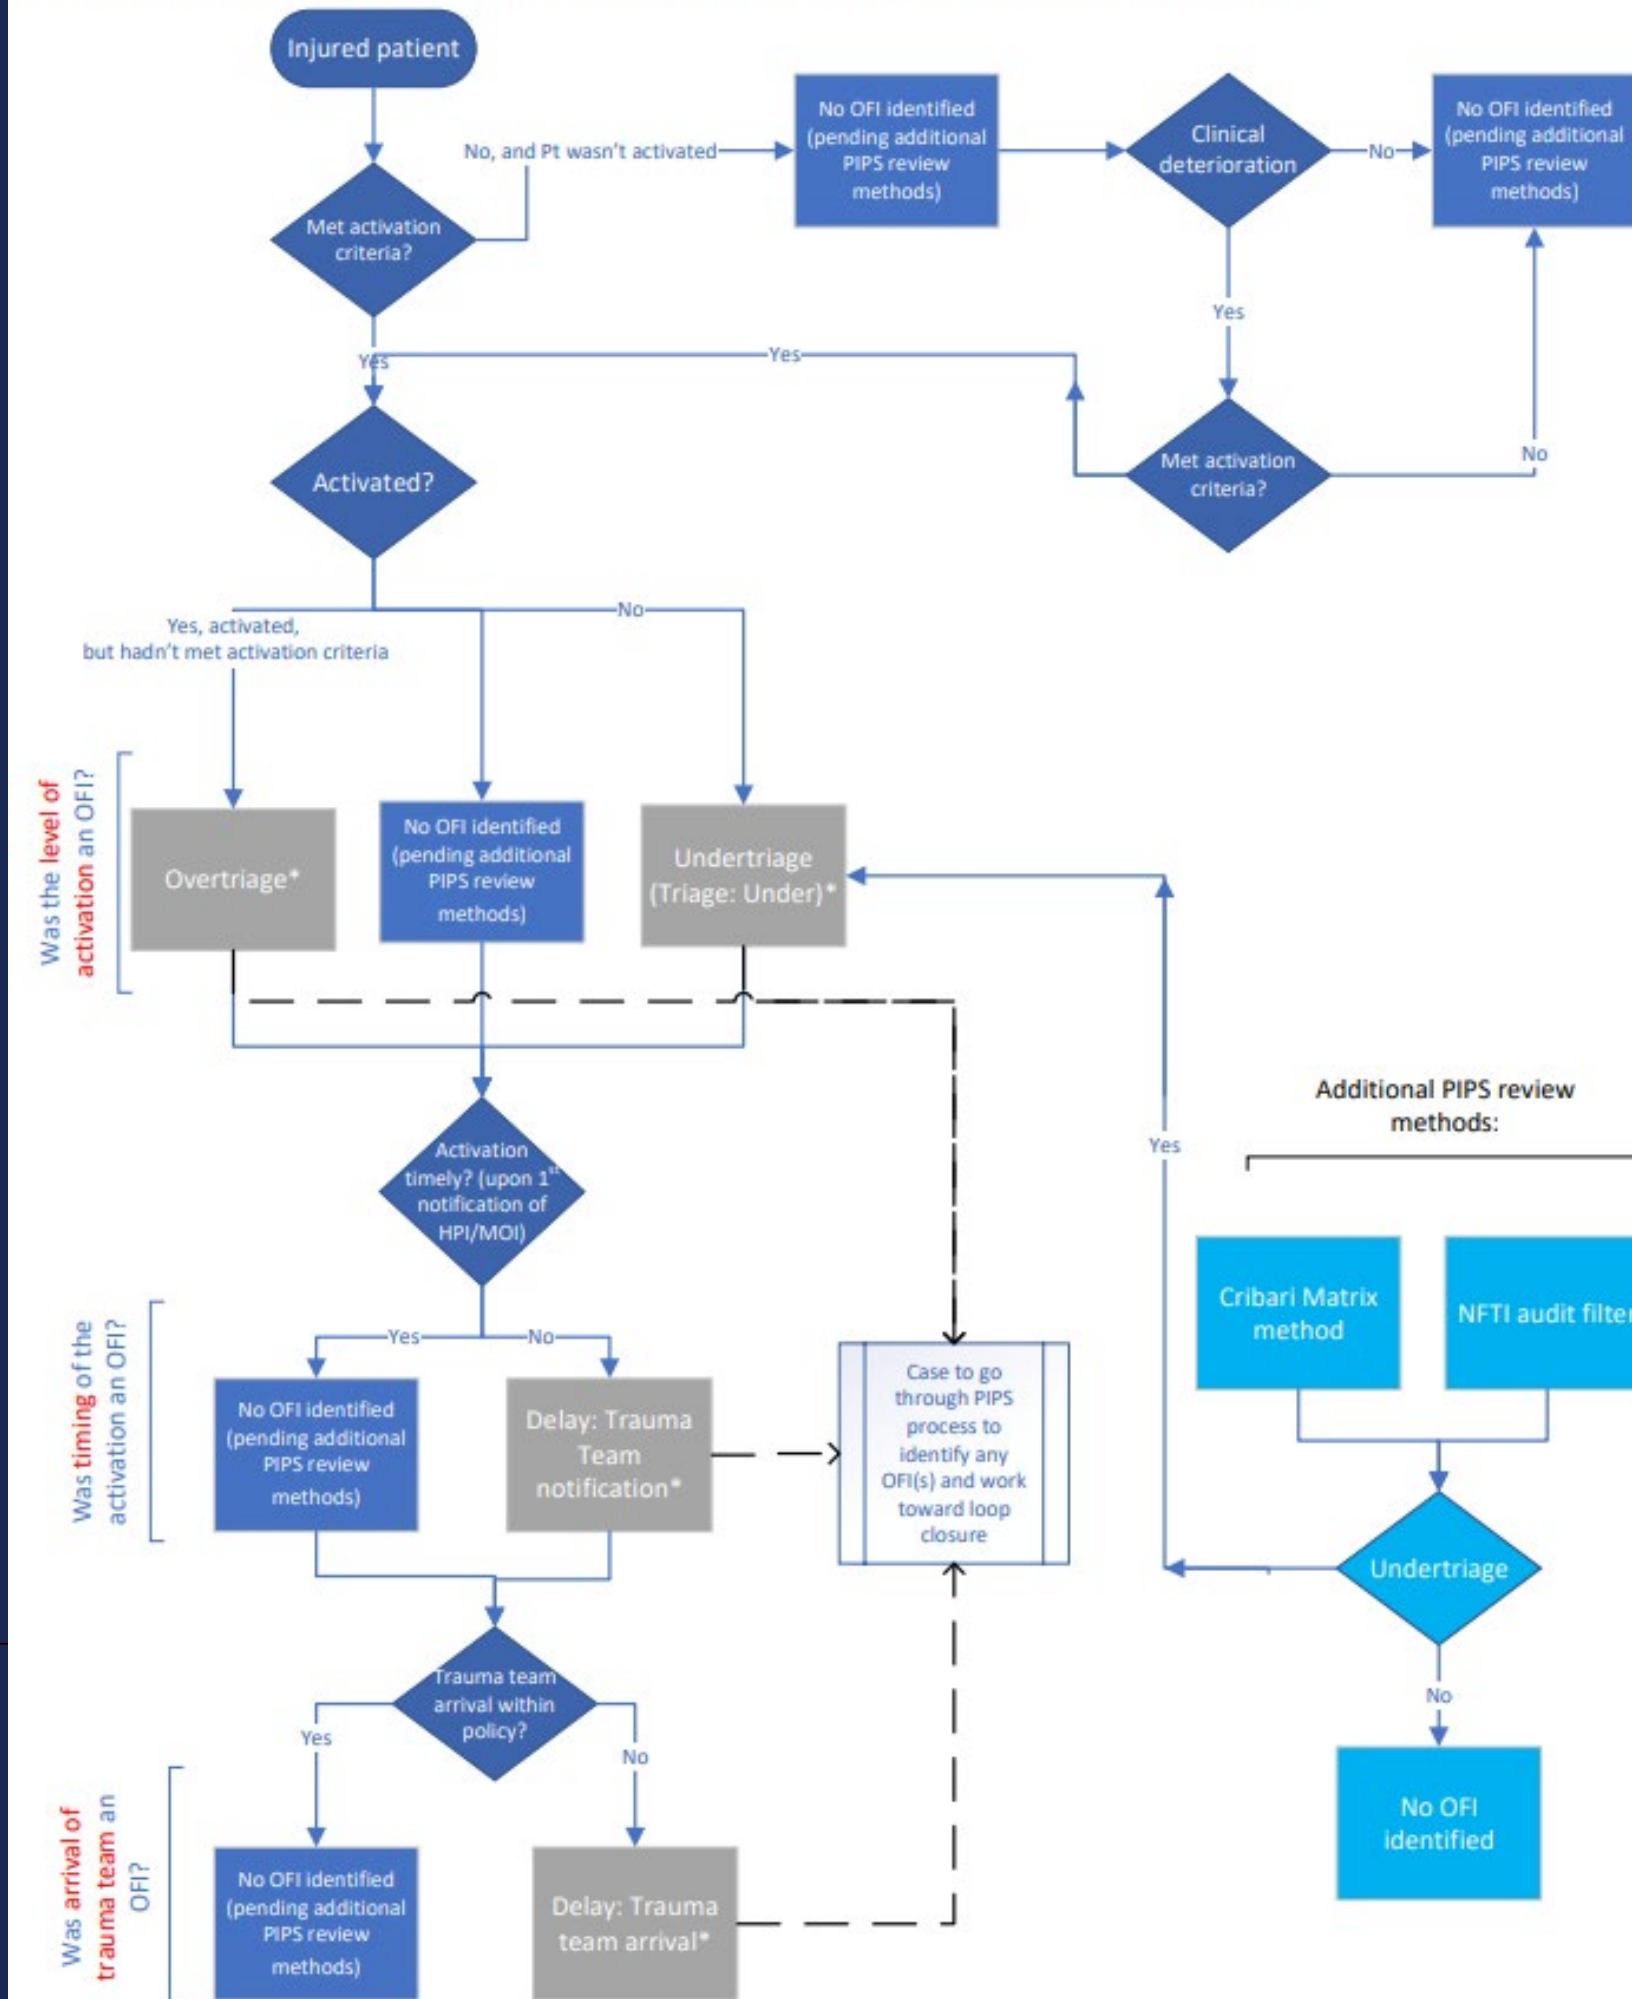 Injured patient
No, and Pt wasn't activated
No OFI identified
(pending additional
PIPS review
methods)
Clinical
deterioration
No
No OFI identified
(pending additional
PIPS review
methods)
Met activation
criteria?
Yes
Yes
Yes
Activated?
Met activation
criteria?
No
Yes, activated,
but hadn't met activation criteria
No
Was the level of
activation an OFI?
Overtriage*
No OFI identified
(pending additional
PIPS review
methods)
Undertriage
(Triage: Under)*
Activation
timely? (upon 1st
notification of
HPI/MOI)
Yes
Additional PIPS review
methods:
Cribari Matrix
method
NFTI audit filter
Was timing of the
activation an OFI?
Yes
No
No OFI identified
(pending additional
PIPS review
methods)
Delay: Trauma
Team
notification*
Case to go
through PIPS
process to
identify any
OFI(s) and work
toward loop
closure
Undertriage
Trauma team
arrival within
policy?
Yes
No
No
Was arrival of
trauma team an
OFI?
No OFI identified
(pending additional
PIPS review
methods)
Delay: Trauma
team arrival*
No OFI
identified